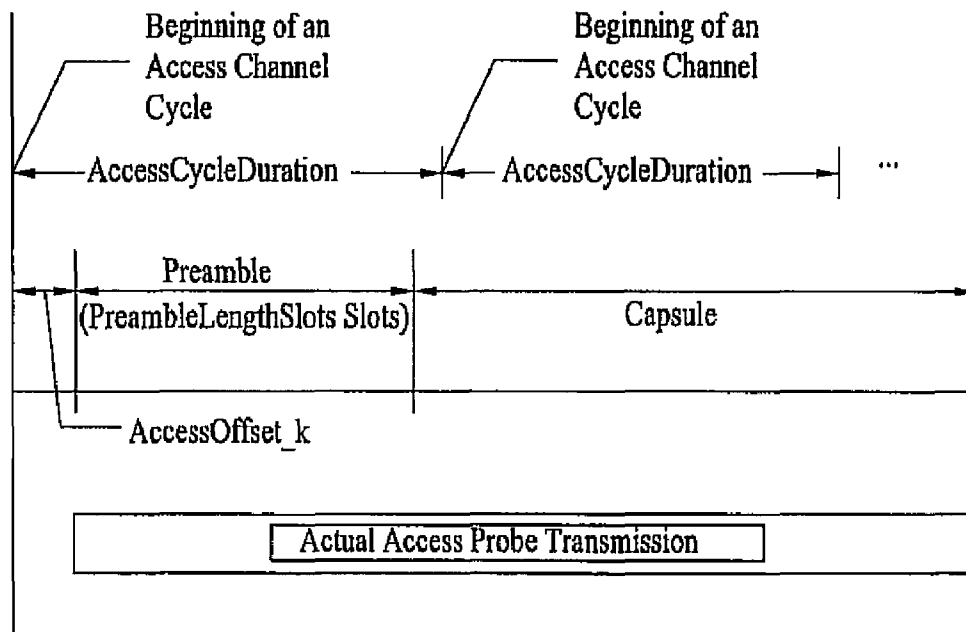 Beginning of an
Access Channel
Cycle
Beginning of an
Access Channel
Cycle
AccessCycleDuration
AccessCycleDuration
...
Preamble
(PreambleLengthSlots Slots)
Capsule
AccessOffset_k
Actual Access Probe Transmission